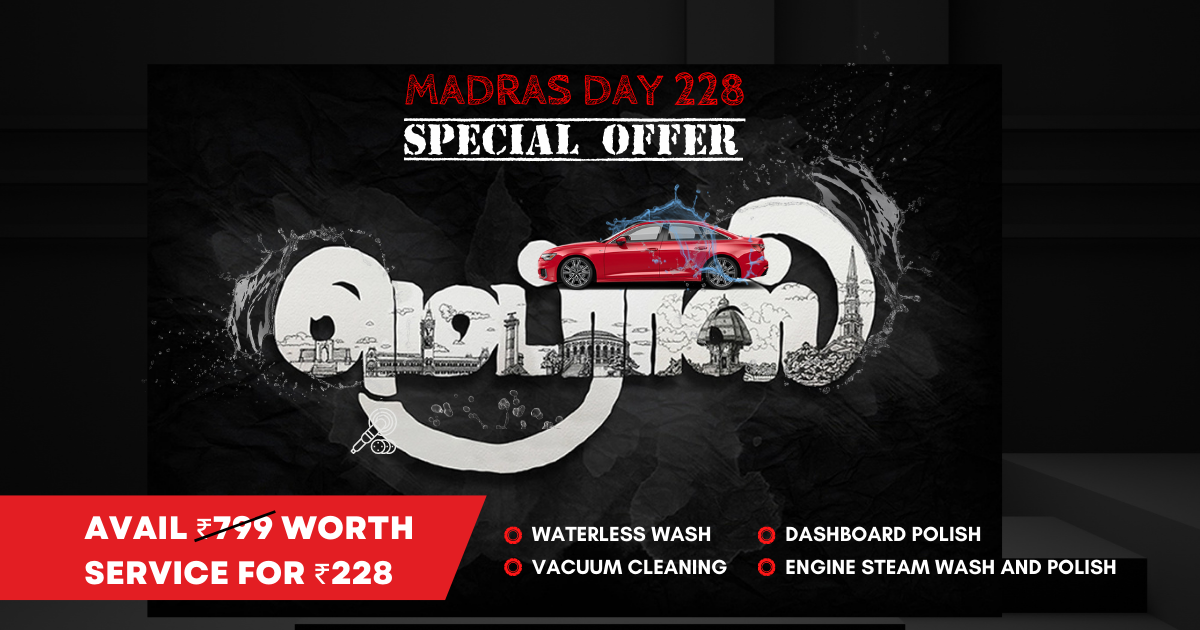 MADRAS DAY 228
SPECIAL OFFER
மெட்ராஸ்
AVAIL ₹799 WORTH
SERVICE FOR ₹228
WATERLESS WASH
VACUUM CLEANING
DASHBOARD POLISH
ENGINE STEAM WASH AND POLISH